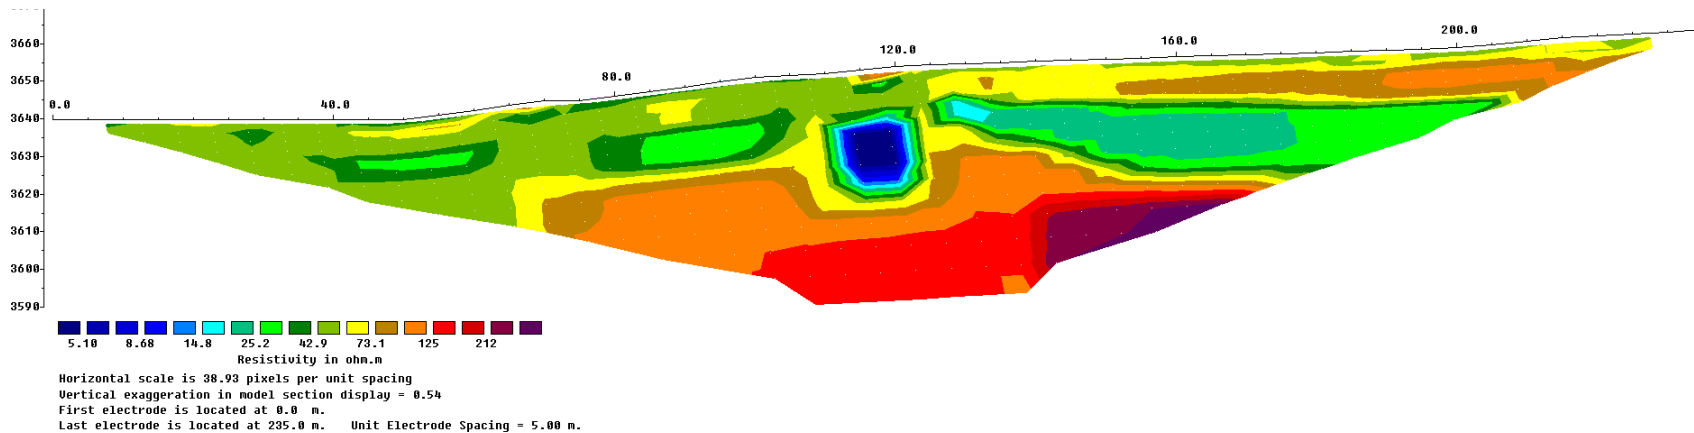 3660
200.0
160.0
120.0
3650
80.0
3640
0.0
40.0
3630
3620
3610
3600
3590
5.10 8.68 14.8 25.2 42.9 73.1 125 212
Resistivity in ohm.m
Horizontal scale is 38.93 pixels per unit spacing
Vertical exaggeration in model section display = 0.54
First electrode is located at 0.0 m.
Last electrode is located at 235.0 m. Unit Electrode Spacing = 5.00 m.